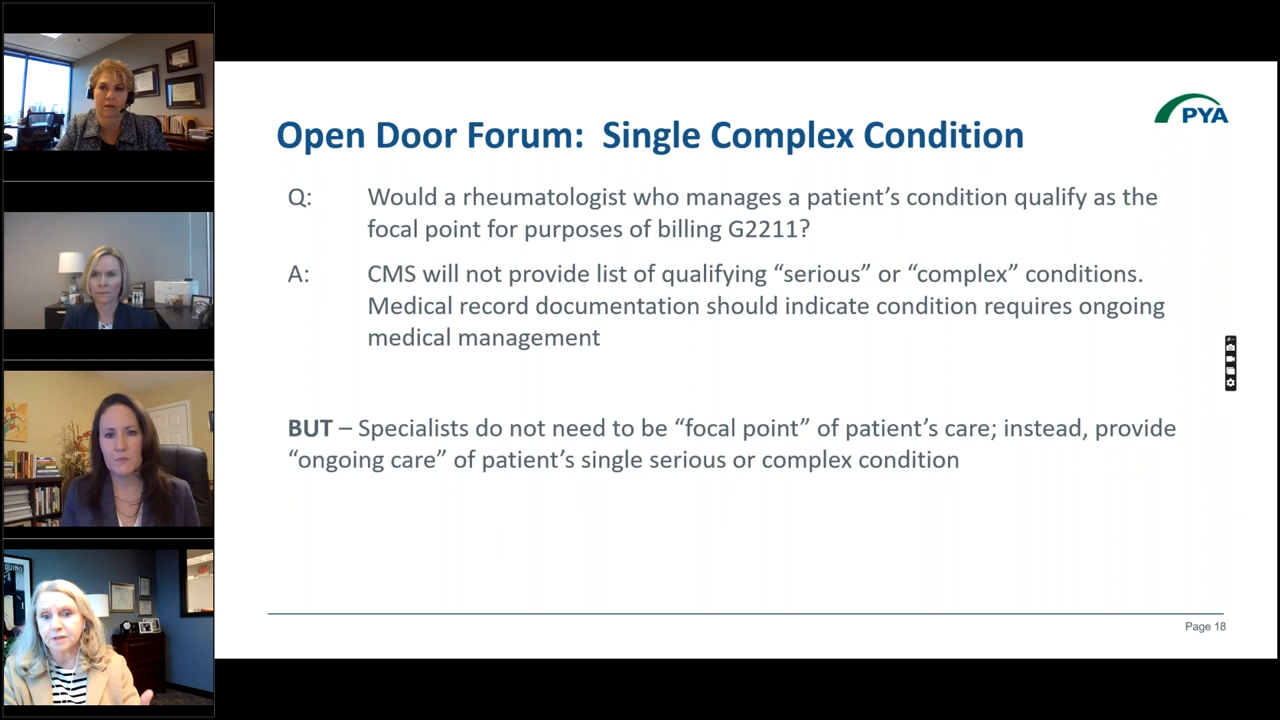 PYA
Open Door Forum:  Single Complex Condition
Q: Would a rheumatologist who manages a patient’s condition qualify as the
focal point for purposes of billing G2211?
A: CMS will not provide list of qualifying “serious” or “complex” conditions.
Medical record documentation should indicate condition requires ongoing
medical management
BUT – Specialists do not need to be “focal point” of patient’s care; instead, provide
“ongoing care” of patient’s single serious or complex condition
Page 18